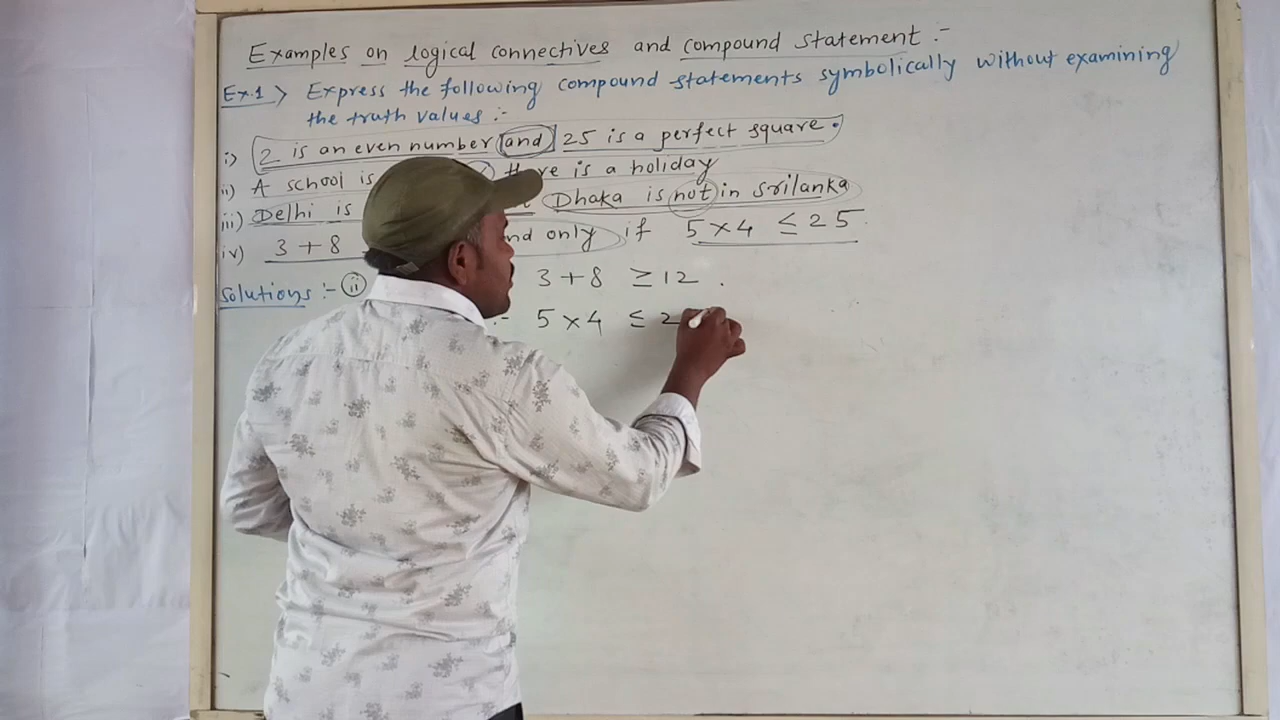 Examples on logical connectives and compound statement :-
Ex.1> Express the following compound statements symbolically without examining
the truth values :-
i) 2 is an even number and 25 is a perfect square.
ii) A school is there is a holiday
iii) Delhi is Dhaka is not in srilanka
iv) 3 + 8 and only if 5 × 4 ≤ 25
Solutions :- ii 3 + 8 ≥ 12 .
:- 5 × 4 ≤ 2